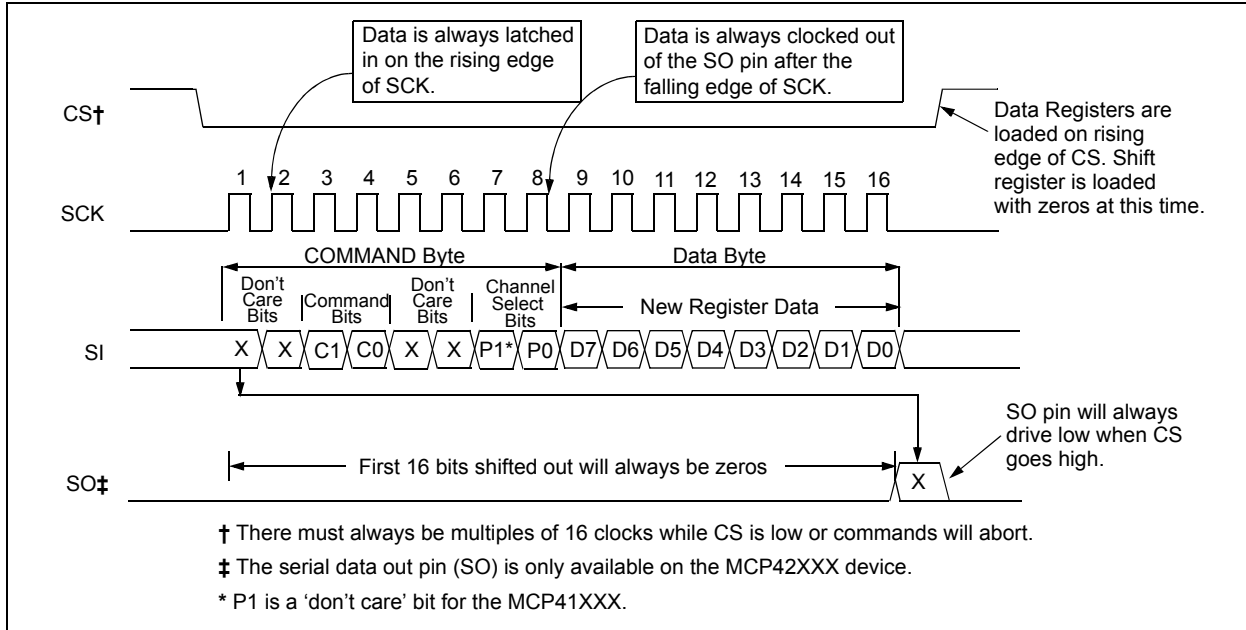 Data is always latched
in on the rising edge
of SCK.
Data is always clocked out
of the SO pin after the
falling edge of SCK.
CS†
Data Registers are
loaded on rising
edge of CS. Shift
register is loaded
with zeros at this time.
1 2 3 4 5 6 7 8 9 10 11 12 13 14 15 16
SCK
COMMAND Byte
Data Byte
Don't
Care
Bits
Command
Bits
Don't
Care
Bits
Channel
Select
Bits
New Register Data
SI
X X C1 C0 X X P1* P0 D7 D6 D5 D4 D3 D2 D1 D0
SO pin will always
drive low when CS
goes high.
First 16 bits shifted out will always be zeros
X
SO‡
† There must always be multiples of 16 clocks while CS is low or commands will abort.
‡ The serial data out pin (SO) is only available on the MCP42XXX device.
* P1 is a ‘don’t care’ bit for the MCP41XXX.